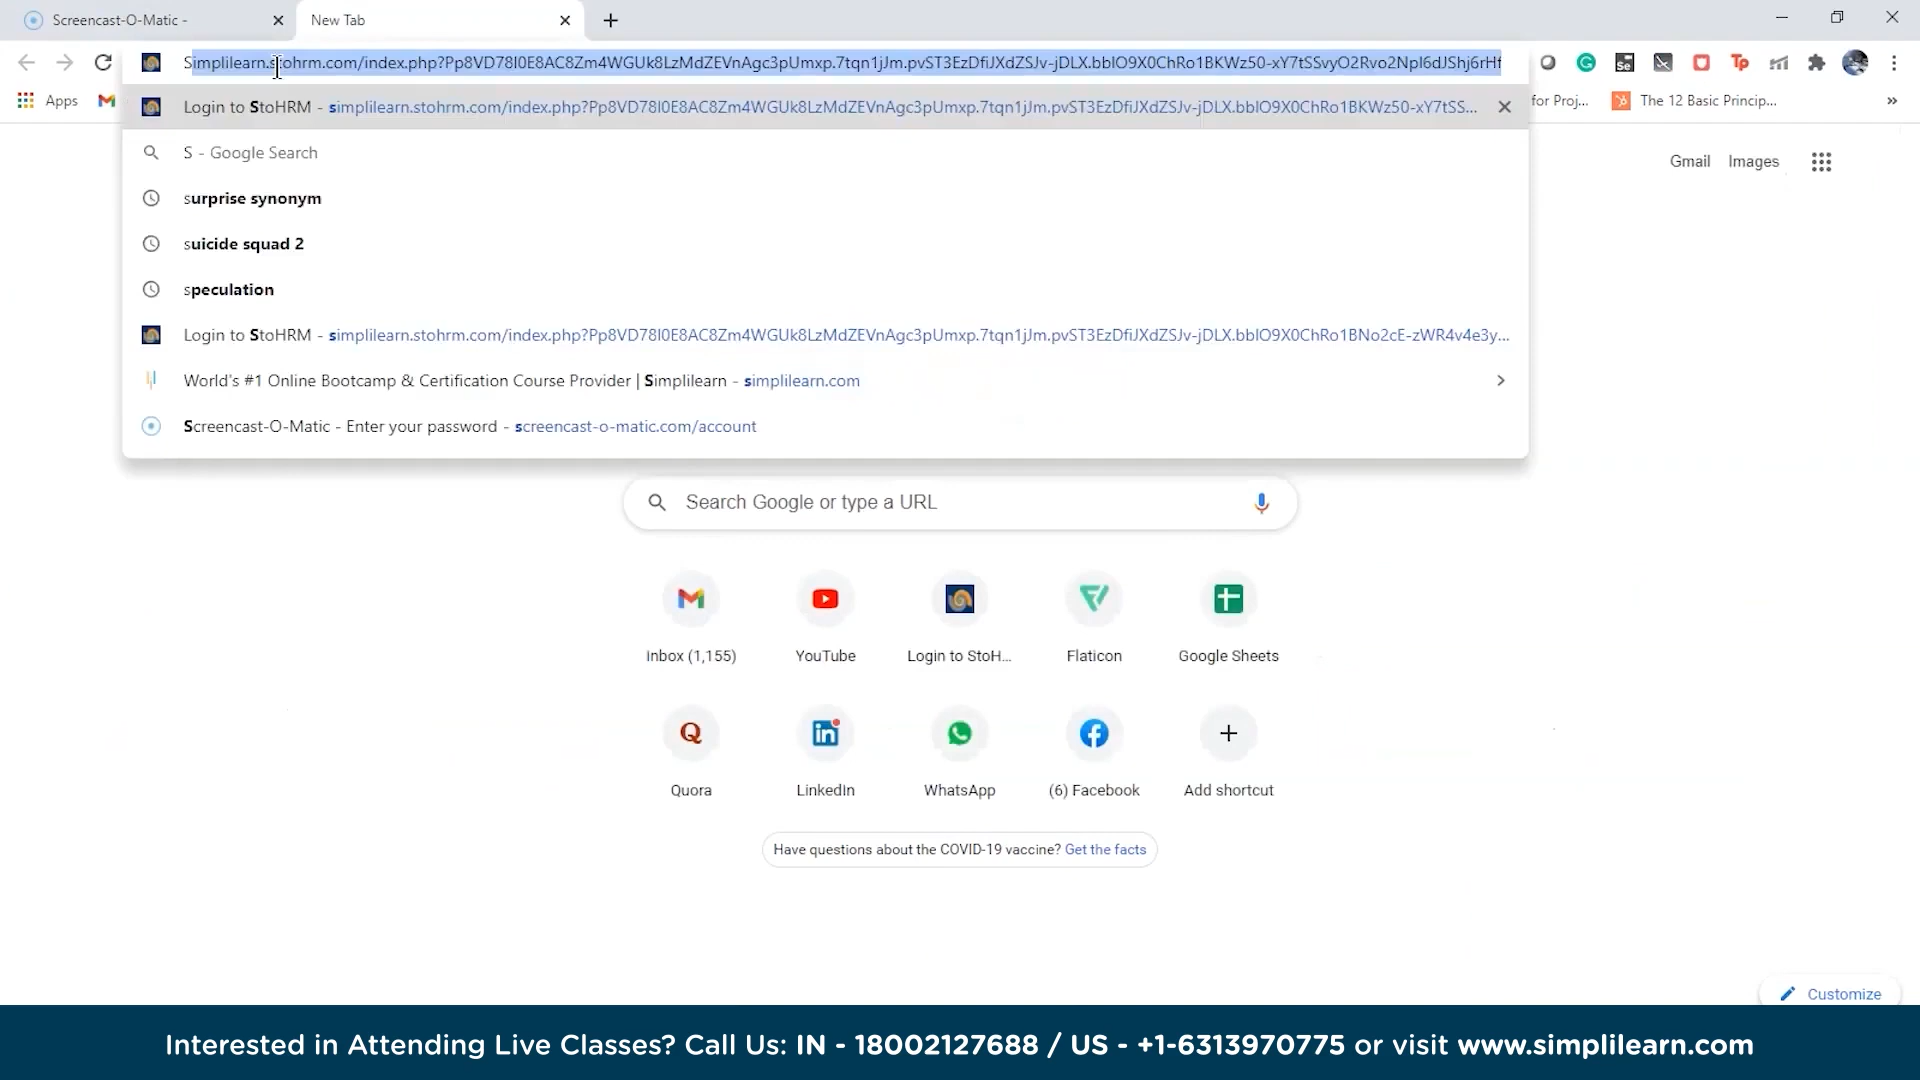 Screencast-O-Matic -
New Tab
Simplilearn.stohrm.com/index.php?Pp8VD78I0E8AC8Zm4WGUk8LzMdZEVnAgc3pUmxp.7tqn1jJm.pvST3EzDfiJXdZSJv-jDLX.bblO9X0ChRo1BKWz50-xY7tSSvyO2Rvo2Npl6dJShj6rHf
Apps
for Proj...
The 12 Basic Princip...
Login to StoHRM - simplilearn.stohrm.com/index.php?Pp8VD78I0E8AC8Zm4WGUk8LzMdZEVnAgc3pUmxp.7tqn1jJm.pvST3EzDfiJXdZSJv-jDLX.bblO9X0ChRo1BKWz50-xY7tSS...
S - Google Search
Gmail
Images
surprise synonym
suicide squad 2
speculation
Login to StoHRM - simplilearn.stohrm.com/index.php?Pp8VD78I0E8AC8Zm4WGUk8LzMdZEVnAgc3pUmxp.7tqn1jJm.pvST3EzDfiJXdZSJv-jDLX.bblO9X0ChRo1BNo2cE-zWR4v4e3y...
World's #1 Online Bootcamp & Certification Course Provider | Simplilearn - simplilearn.com
Screencast-O-Matic - Enter your password - screencast-o-matic.com/account
Search Google or type a URL
Inbox (1,155)
YouTube
Login to StoH...
Flaticon
Google Sheets
Quora
LinkedIn
WhatsApp
(6) Facebook
Add shortcut
Have questions about the COVID-19 vaccine? Get the facts
Customize
Interested in Attending Live Classes? Call Us: IN - 18002127688 / US - +1-6313970775 or visit www.simplilearn.com